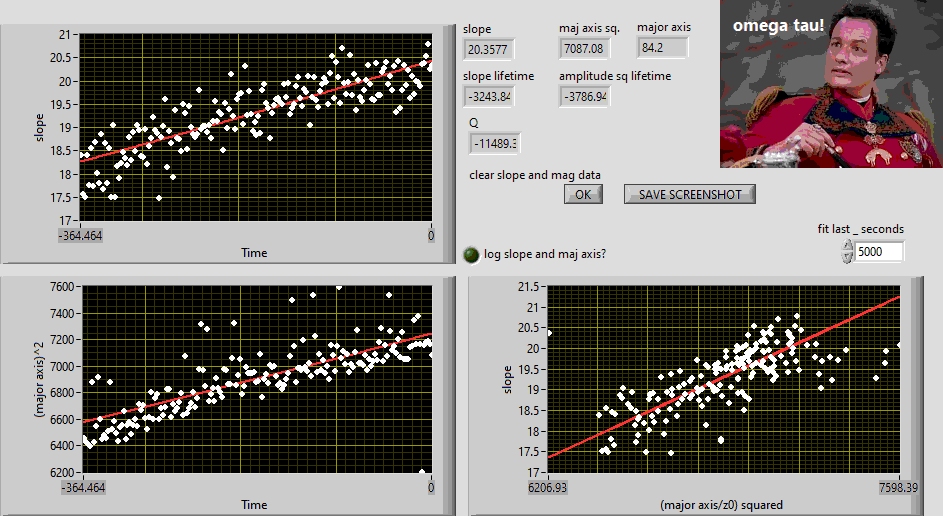 slope
maj axis sq.
major axis
20.3577
7087.08
84.2
slope lifetime
amplitude sq lifetime
-3243.84
-3786.94
Q
-11489.3
omega tau!
clear slope and mag data
OK
SAVE SCREENSHOT
fit last _ seconds
5000
log slope and maj axis?
slope
21
20.5
20
19.5
19
18.5
18
17.5
17
-364.464
0
Time
(major axis)^2
7600
7400
7200
7000
6800
6600
6400
6200
-364.464
0
Time
slope
21.5
21
20.5
20
19.5
19
18.5
18
17.5
17
6206.93
7598.39
(major axis/z0) squared